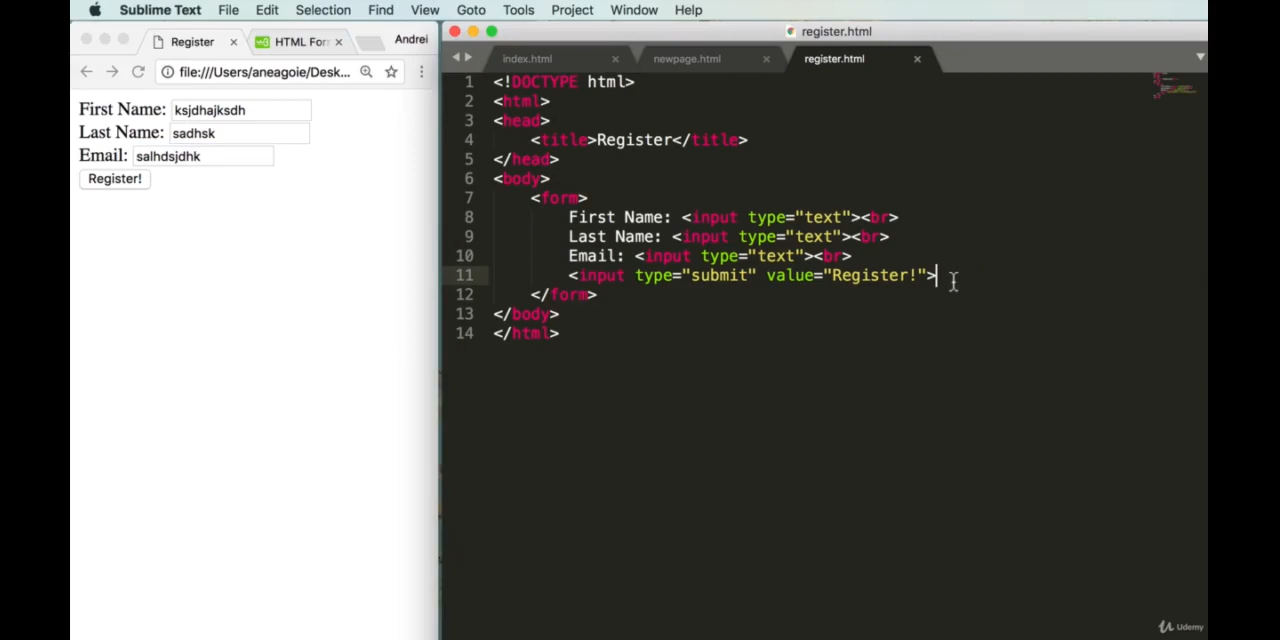 Sublime Text File Edit Selection Find View Goto Tools Project Window Help
Register × HTML For × Andrei
file:///Users/aneagoie/Desk...
First Name: ksjdhajksdh
Last Name: sadhsk
Email: salhdsjdhk
Register!
register.html
index.html × newpage.html × register.html ×
1 <!DOCTYPE html>
2 <html>
3 <head>
4 <title>Register</title>
5 </head>
6 <body>
7 <form>
8 First Name: <input type="text"><br>
9 Last Name: <input type="text"><br>
10 Email: <input type="text"><br>
11 <input type="submit" value="Register!">
12 </form>
13 </body>
14 </html>
Udemy